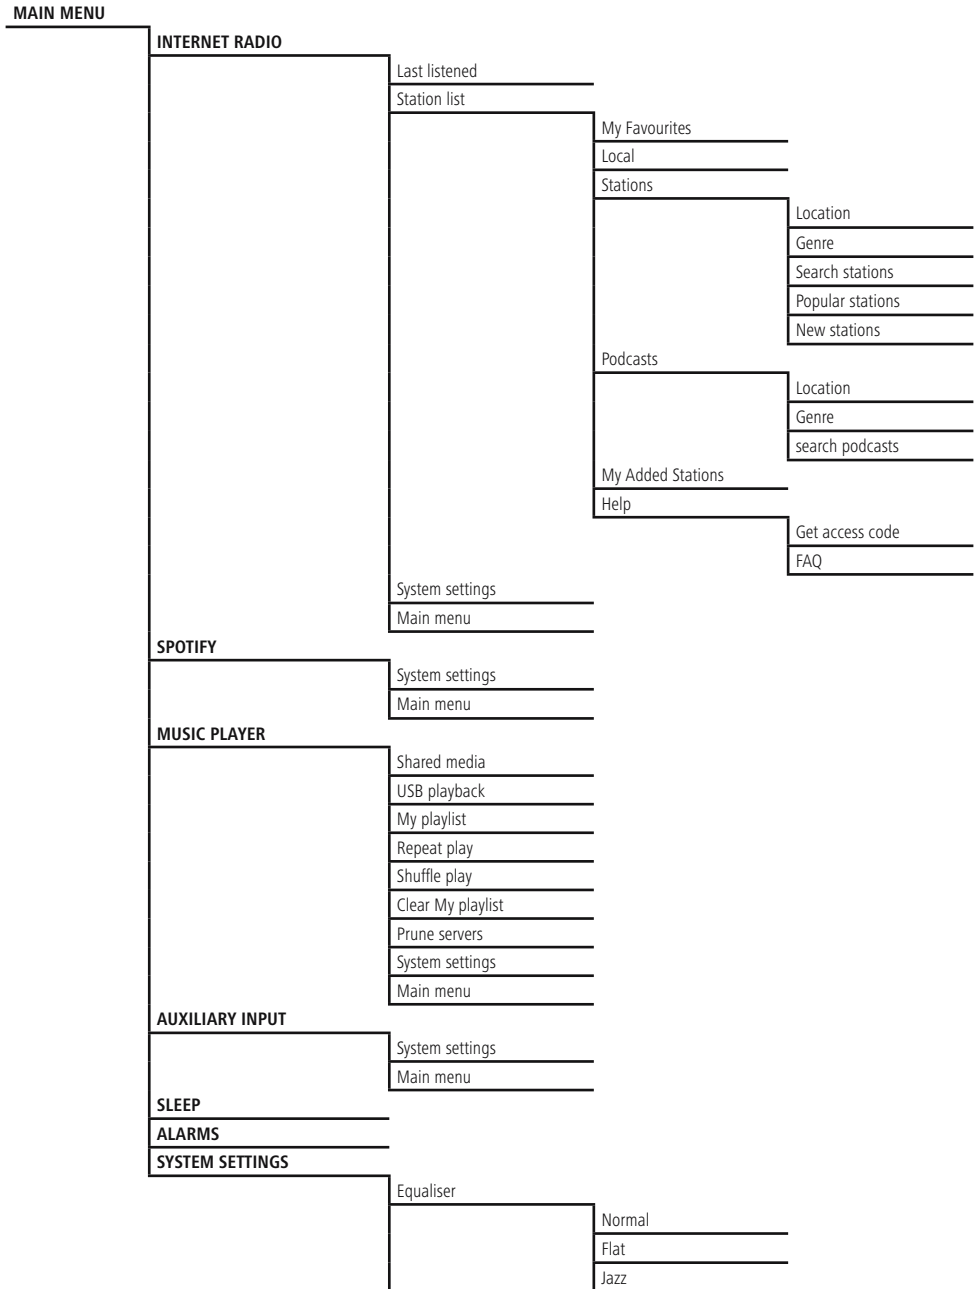 MAIN MENU
INTERNET RADIO
Last listened
Station list
My Favourites
Local
Stations
Location
Genre
Search stations
Popular stations
New stations
Podcasts
Location
Genre
search podcasts
My Added Stations
Help
Get access code
FAQ
System settings
Main menu
SPOTIFY
System settings
Main menu
MUSIC PLAYER
Shared media
USB playback
My playlist
Repeat play
Shuffle play
Clear My playlist
Prune servers
System settings
Main menu
AUXILIARY INPUT
System settings
Main menu
SLEEP
ALARMS
SYSTEM SETTINGS
Equaliser
Normal
Flat
Jazz